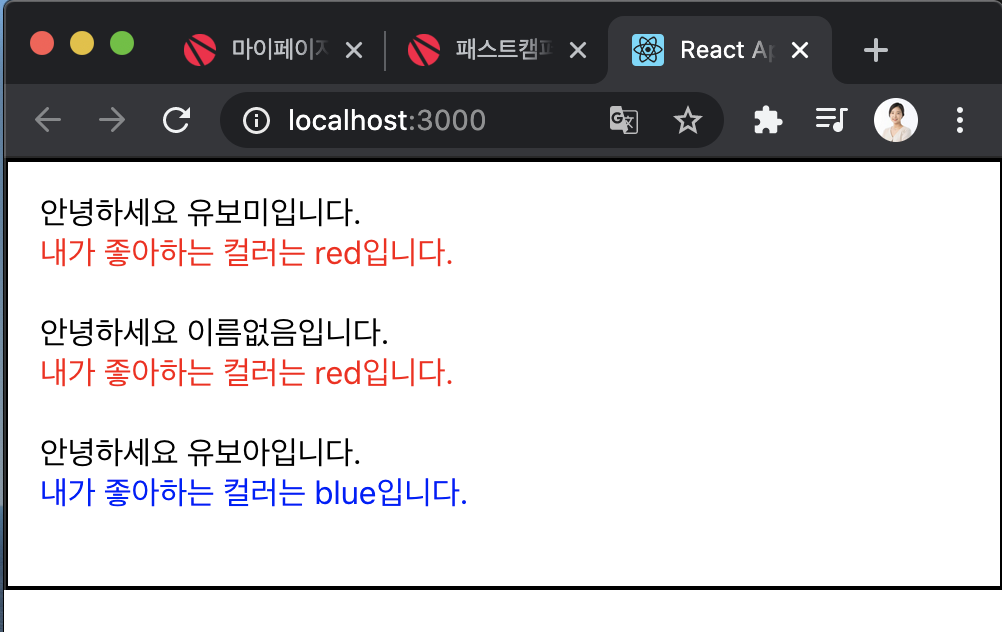 마이페이지
패스트캠퍼
React Ap
localhost:3000
안녕하세요 유보미입니다.
내가 좋아하는 컬러는 red입니다.
안녕하세요 이름없음입니다.
내가 좋아하는 컬러는 red입니다.
안녕하세요 유보아입니다.
내가 좋아하는 컬러는 blue입니다.